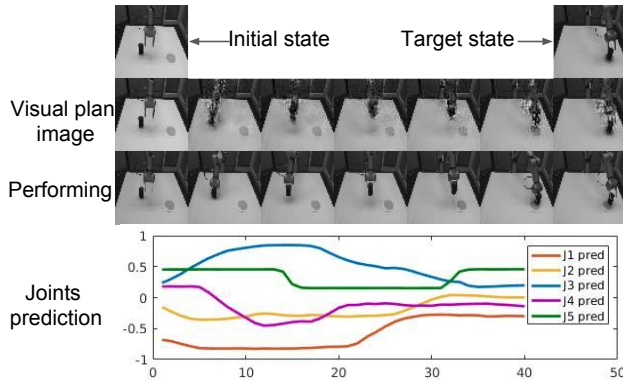 Initial state
Target state
Visual plan
image
Performing
Joints
prediction
1
0.5
0
-0.5
-1
0
10
20
30
40
50
J1 pred
J2 pred
J3 pred
J4 pred
J5 pred